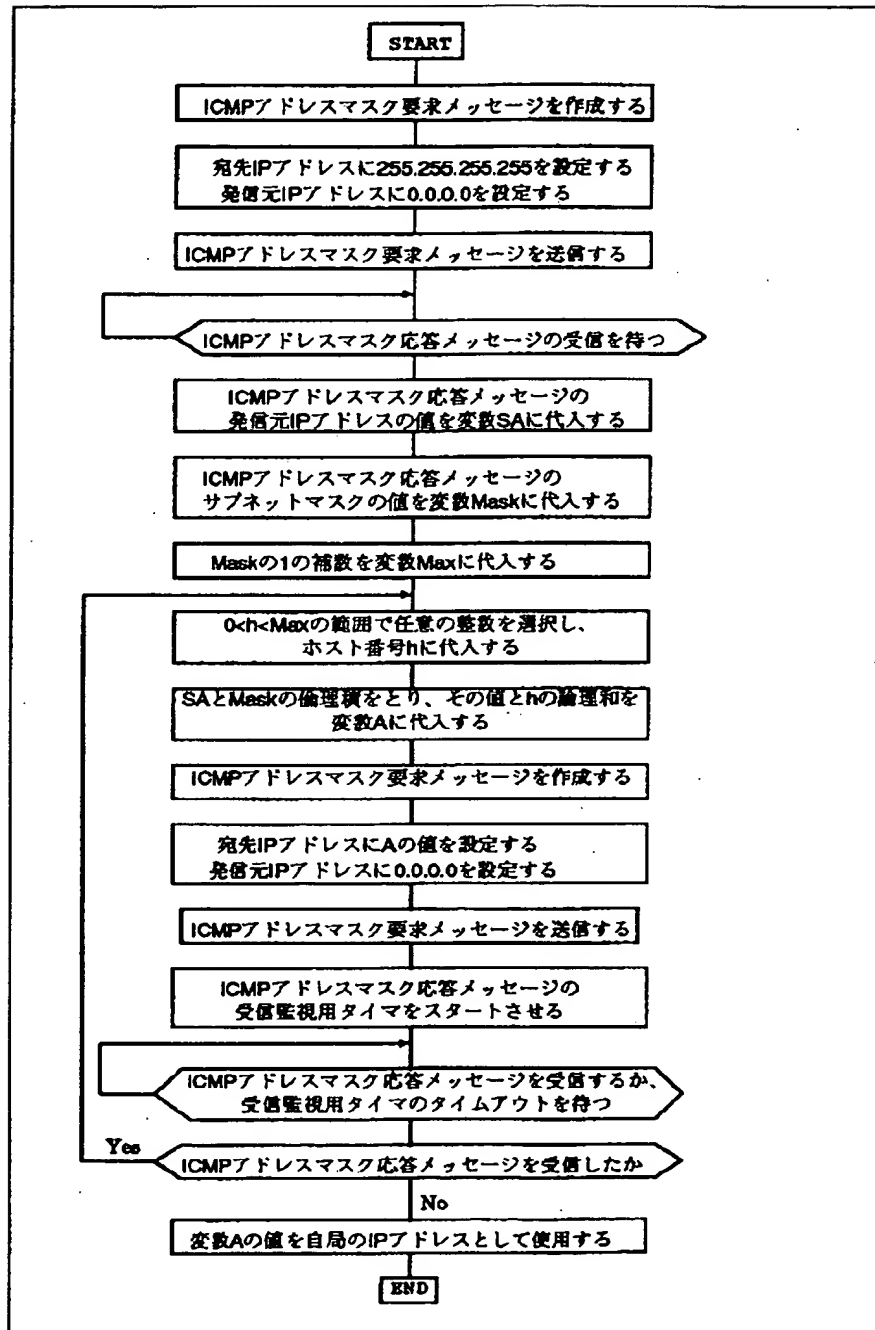 START
ICMPアドレスマスク要求メッセージを作成する
宛先IPアドレスに255.255.255.255を設定する
発信元IPアドレスに0.0.0.0を設定する
ICMPアドレスマスク要求メッセージを送信する
ICMPアドレスマスク応答メッセージの受信を待つ
ICMPアドレスマスク応答メッセージの
発信元IPアドレスの値を変数SAに代入する
ICMPアドレスマスク応答メッセージの
サブネットマスクの値を変数Maskに代入する
Maskの1の補数を変数Maxに代入する
0<h<Maxの範囲で任意の整数を選択し、
ホスト番号hに代入する
SAとMaskの倫理積をとり、その値とhの論理和を
変数Aに代入する
ICMPアドレスマスク要求メッセージを作成する
宛先IPアドレスにAの値を設定する
発信元IPアドレスに0.0.0.0を設定する
ICMPアドレスマスク要求メッセージを送信する
ICMPアドレスマスク応答メッセージの
受信監視用タイマをスタートさせる
ICMPアドレスマスク応答メッセージを受信するか、
受信監視用タイマのタイムアウトを待つ
Yes
ICMPアドレスマスク応答メッセージを受信したか
No
変数Aの値を自局のIPアドレスとして使用する
END